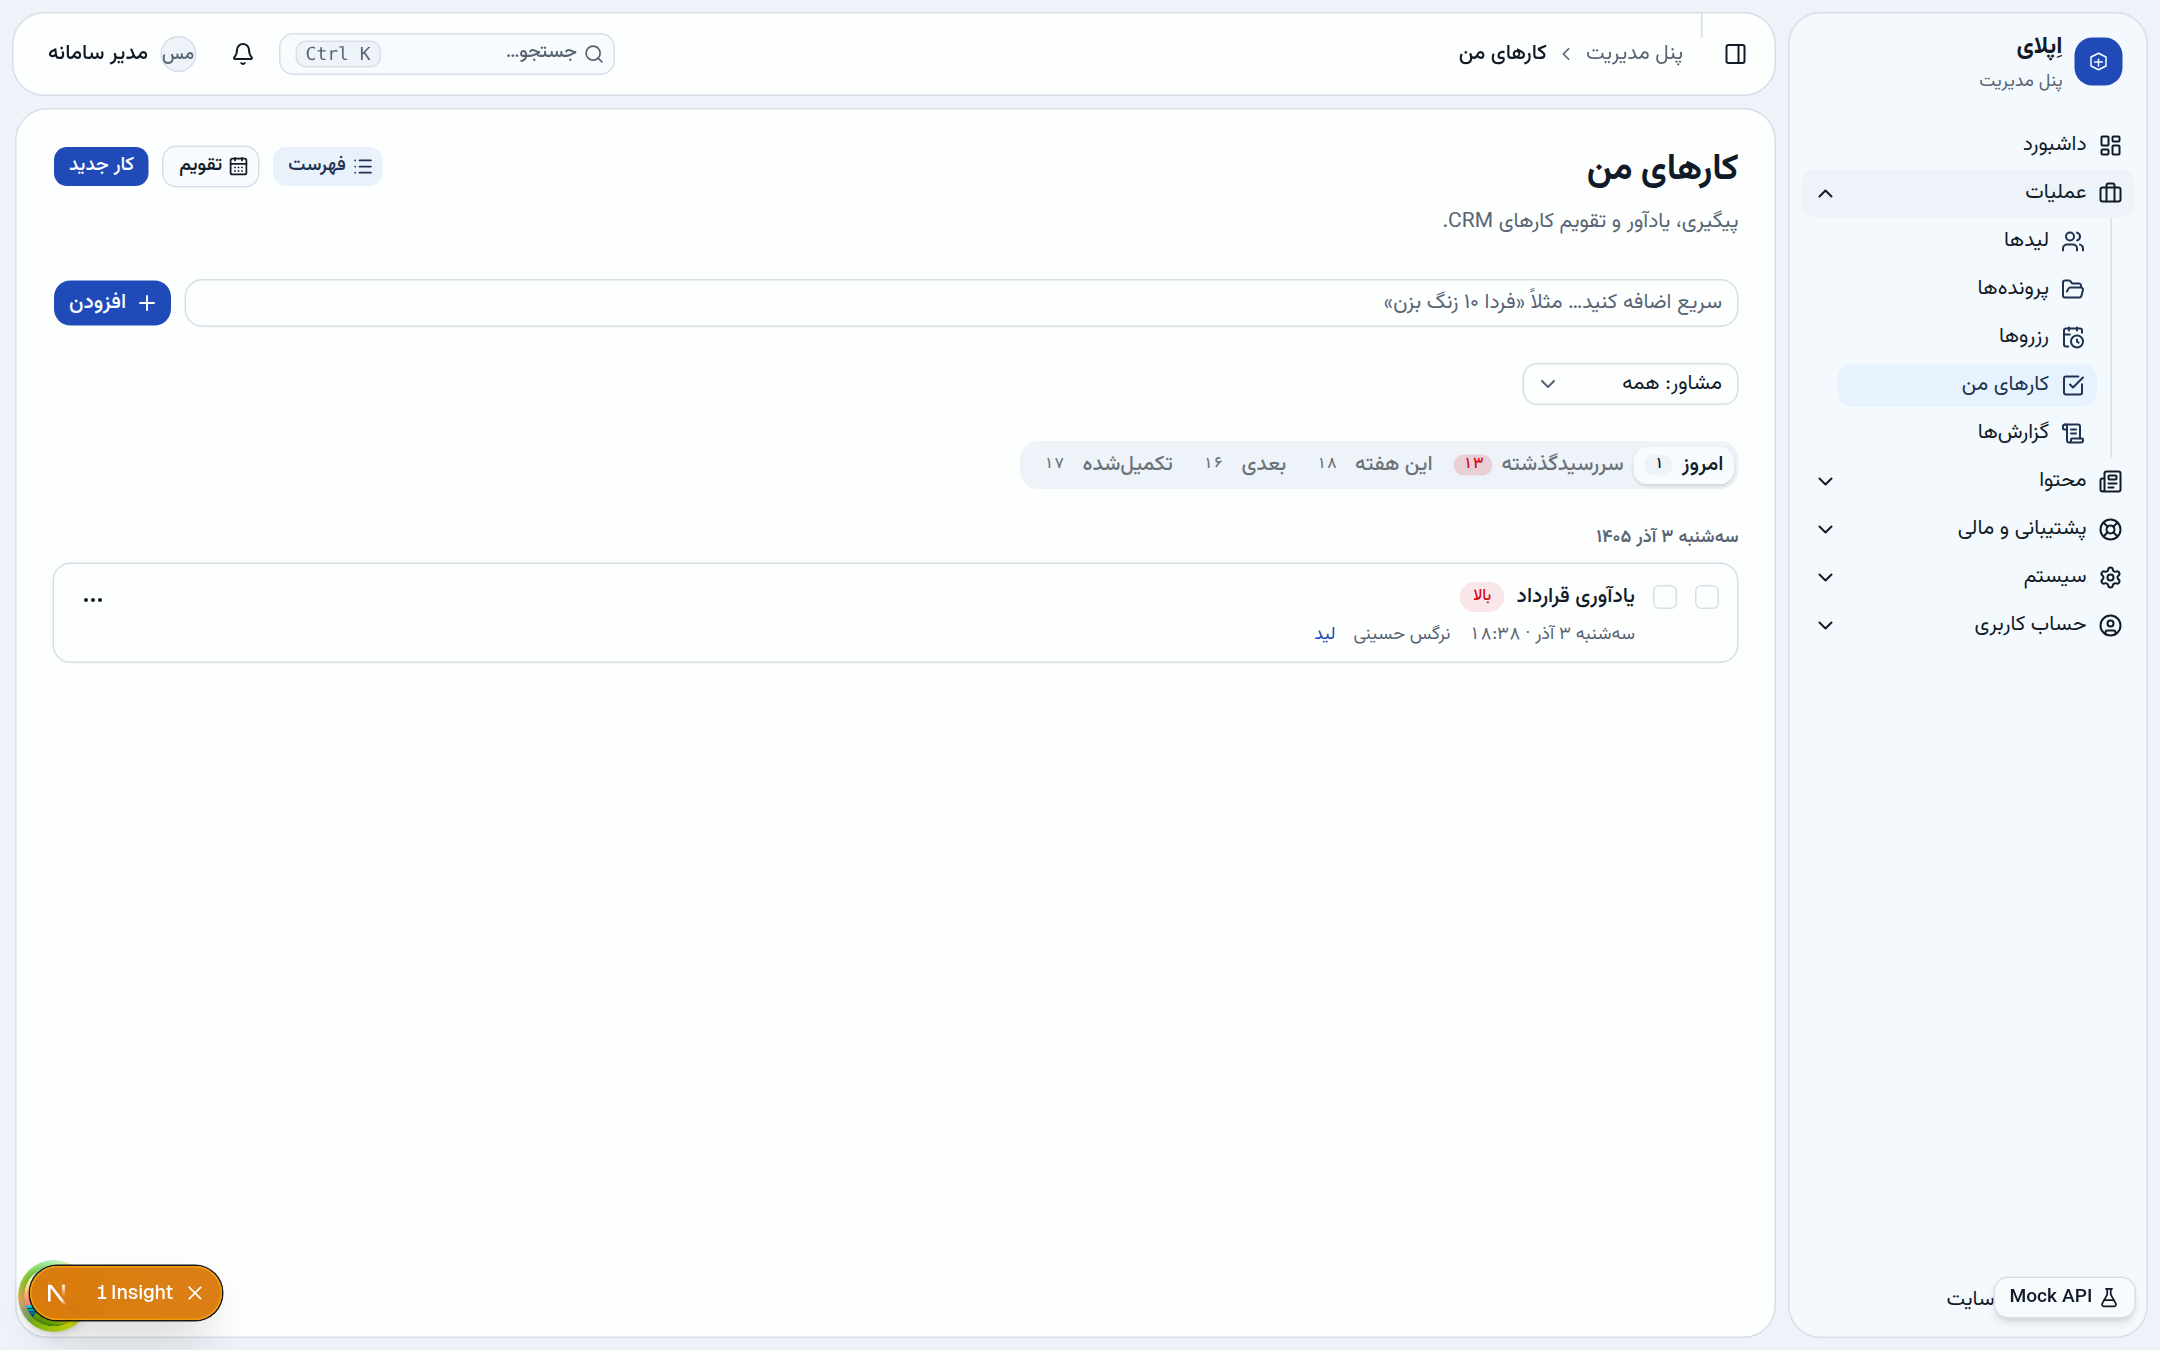 اِپلای
پنل مدیریت
داشبورد
عملیات
لیدها
پرونده‌ها
رزروها
کارهای من
گزارش‌ها
محتوا
پشتیبانی و مالی
سیستم
حساب کاربری
Mock API
سایت
پنل مدیریت
کارهای من
جستجو...
Ctrl K
مس
مدیر سامانه
کارهای من
پیگیری، یادآور و تقویم کارهای CRM.
فهرست
تقویم
کار جدید
سریع اضافه کنید... مثلاً «فردا ۱۰ زنگ بزن»
افزودن
مشاور: همه
امروز ۱
سررسیدگذشته ۱۳
این هفته ۱۸
بعدی ۱۶
تکمیل‌شده ۱۷
سه‌شنبه ۳ آذر ۱۴۰۵
یادآوری قرارداد بالا
سه‌شنبه ۳ آذر · ۱۸:۳۸ نرگس حسینی لید
1 Insight